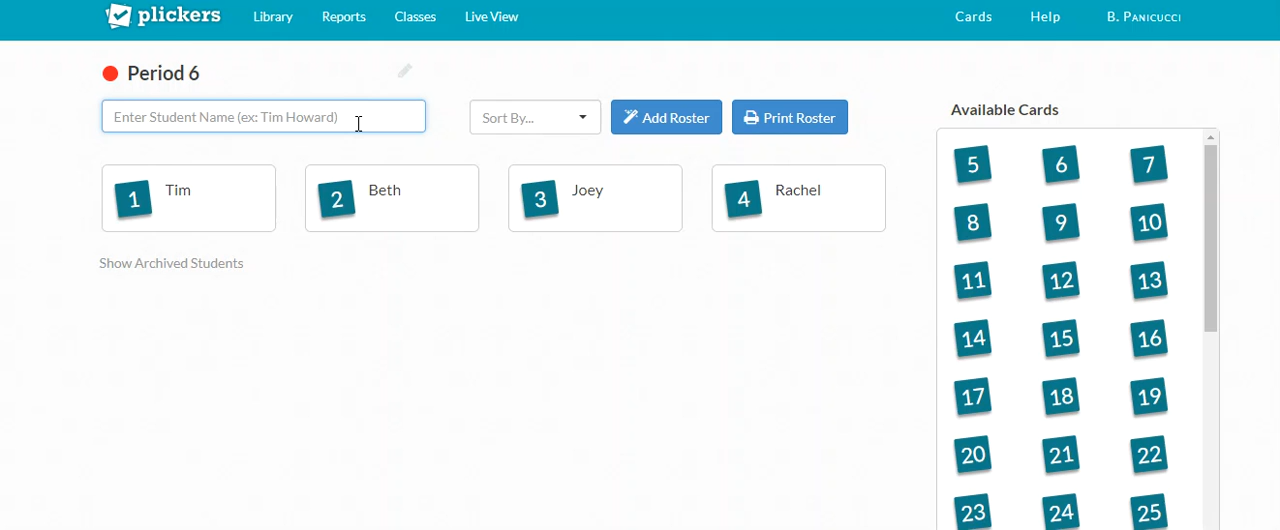 plickers Library Reports Classes Live View Cards Help B. Panicucci
Period 6
Enter Student Name (ex: Tim Howard) Sort By... Add Roster Print Roster
1 Tim 2 Beth 3 Joey 4 Rachel
Show Archived Students
Available Cards
5 6 7
8 9 10
11 12 13
14 15 16
17 18 19
20 21 22
23 24 25